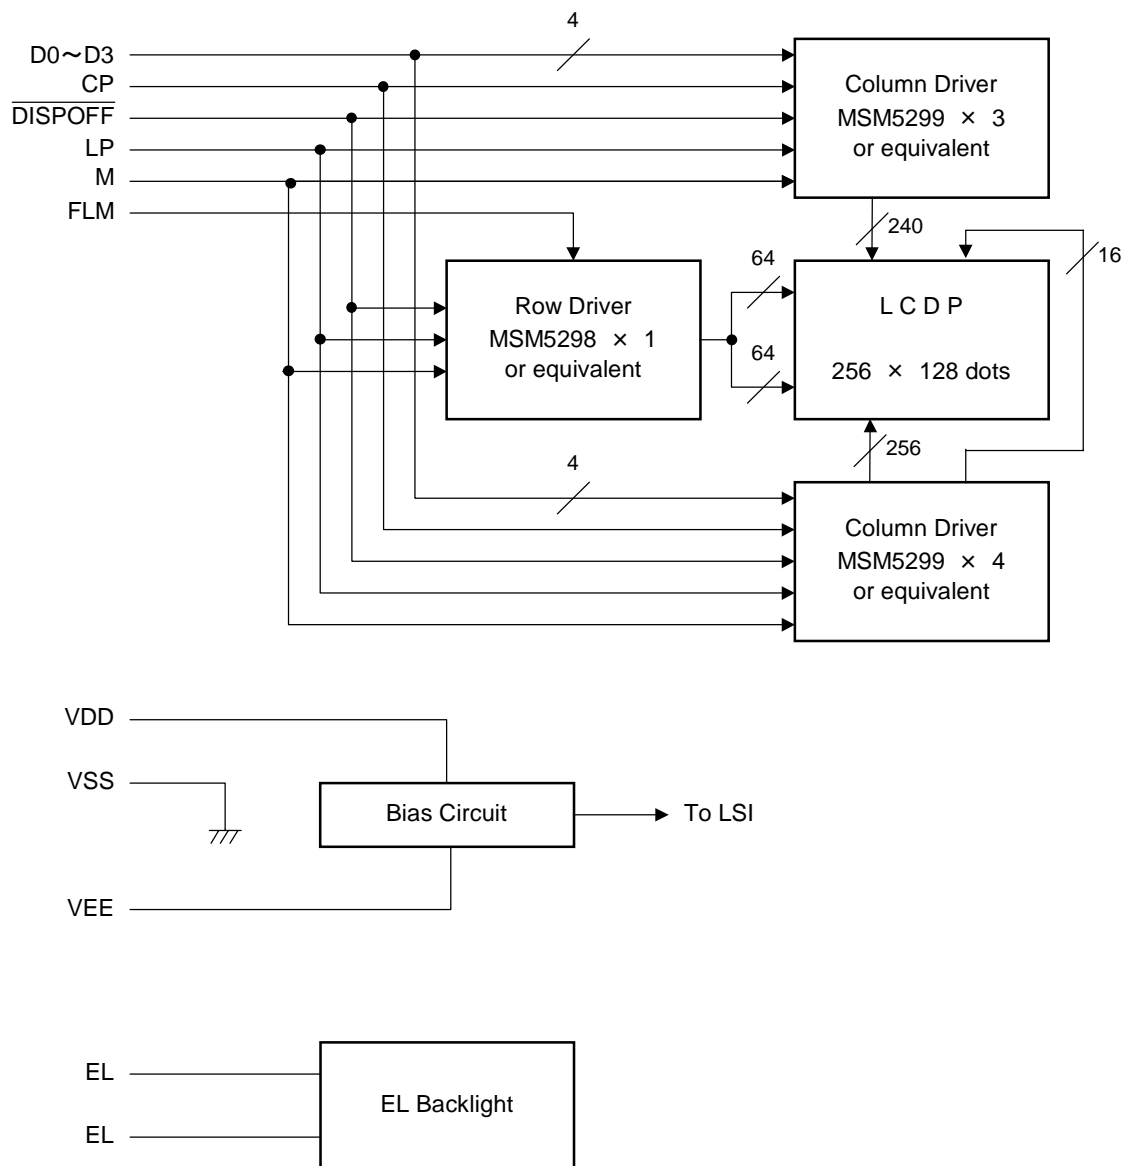 4
D0～D3
CP
DISPOFF
LP
M
FLM
Column Driver
MSM5299 × 3
or equivalent
240
16
64
64
Row Driver
MSM5298 × 1
or equivalent
L C D P
256 × 128 dots
256
4
Column Driver
MSM5299 × 4
or equivalent
VDD
VSS
Bias Circuit
To LSI
VEE
EL
EL Backlight
EL